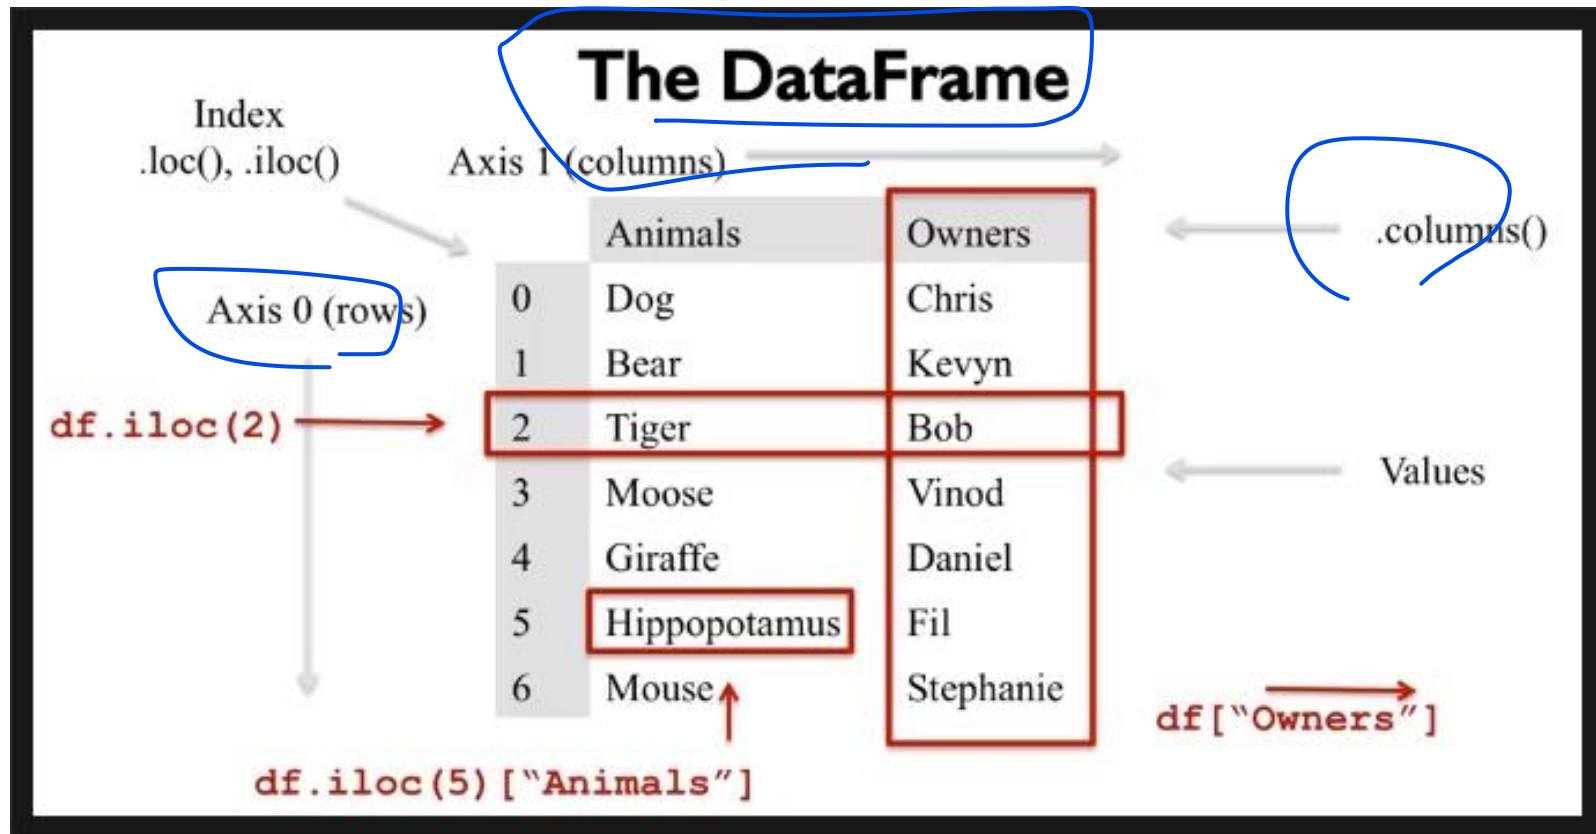 The DataFrame
Index
.loc(), .iloc()
Axis 1 (columns)
Animals Owners
.columns()
Axis 0 (rows)
0 Dog Chris
1 Bear Kevyn
df.iloc(2)
2 Tiger Bob
Values
3 Moose Vinod
4 Giraffe Daniel
5 Hippopotamus Fil
6 Mouse Stephanie
df[“Owners”]
df.iloc(5)[“Animals”]